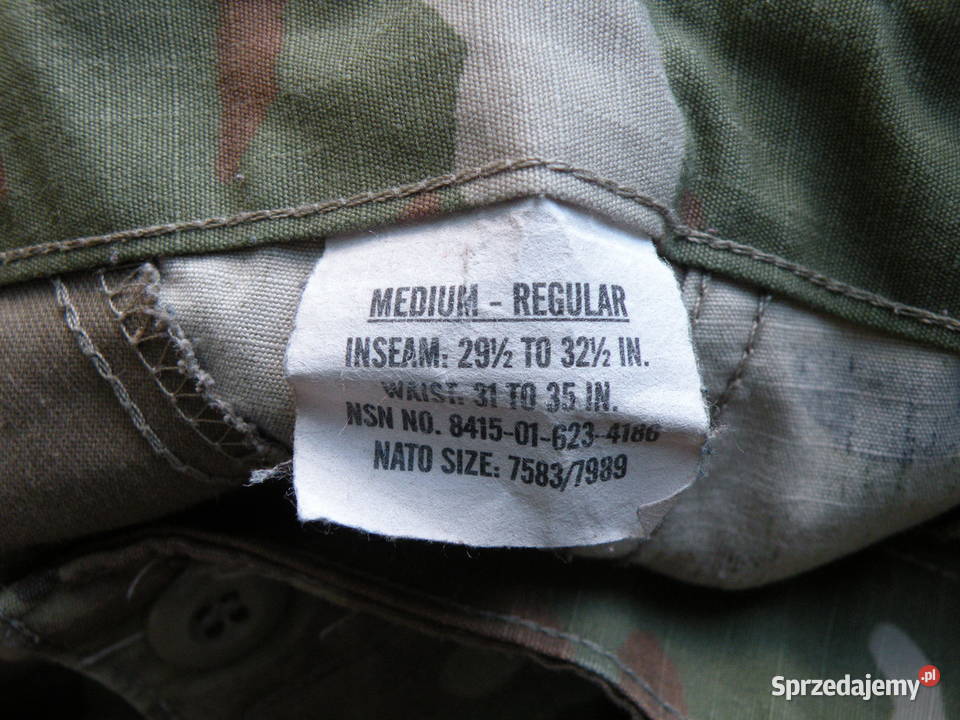 MEDIUM - REGULAR
INSEAM: 29½ TO 32½ IN.
WAIST: 31 TO 35 IN.
NSN NO. 8415-01-623-4186
NATO SIZE: 7583/7989
Sprzedajemy.pl